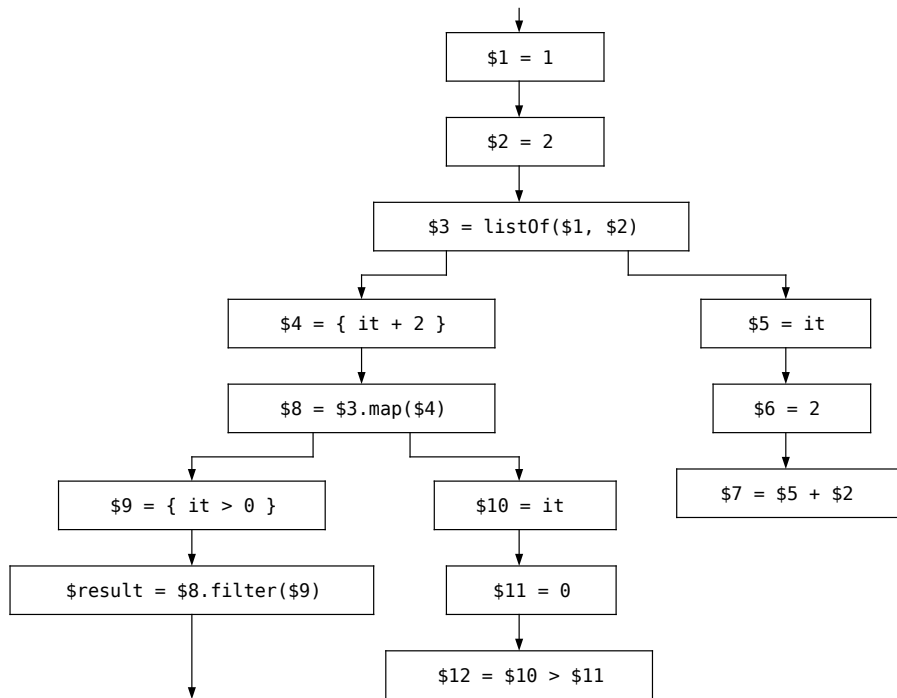 $1 = 1
$2 = 2
$3 = listOf($1, $2)
$4 = { it + 2 }
$5 = it
$8 = $3.map($4)
$6 = 2
$7 = $5 + $2
$9 = { it > 0 }
$10 = it
$result = $8.filter($9)
$11 = 0
$12 = $10 > $11